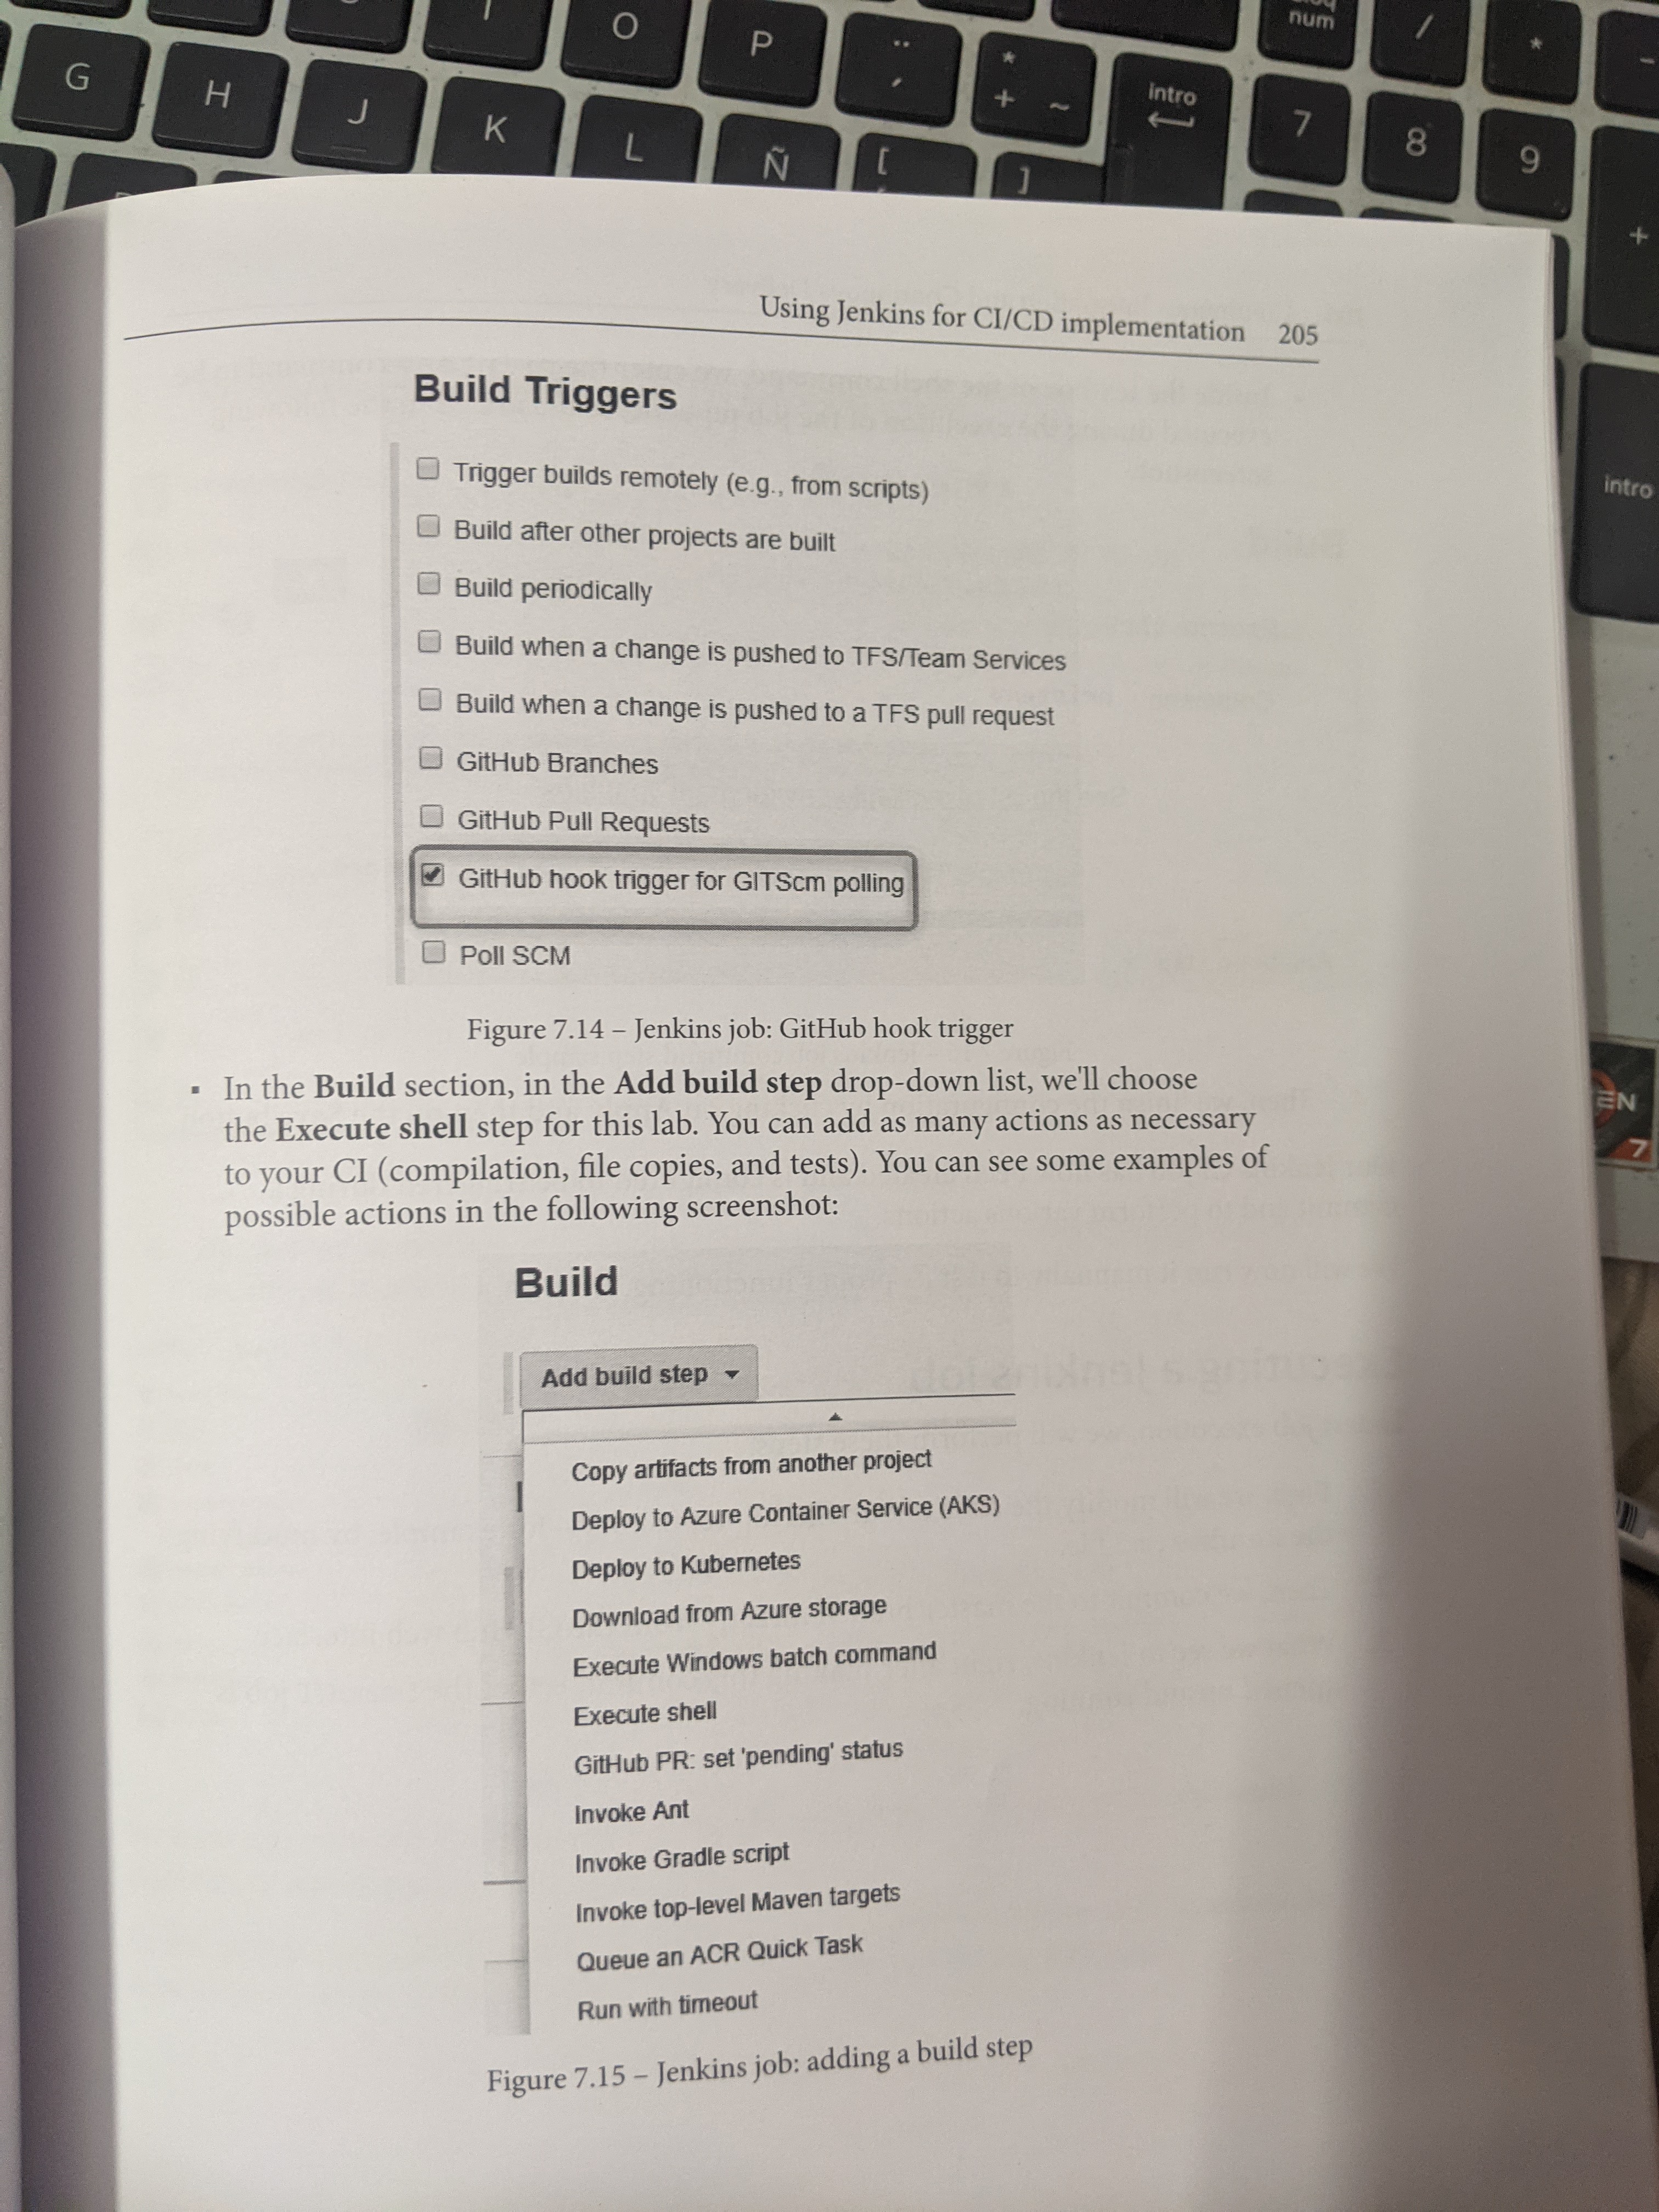 num
/
*
-
O
P
¨
*
G
H
J
K
L
Ñ
[
]
+ ~
intro
7
8
9
+
intro
Using Jenkins for CI/CD implementation 205
Build Triggers
Trigger builds remotely (e.g., from scripts)
Build after other projects are built
Build periodically
Build when a change is pushed to TFS/Team Services
Build when a change is pushed to a TFS pull request
GitHub Branches
GitHub Pull Requests
GitHub hook trigger for GITScm polling
Poll SCM
Figure 7.14 – Jenkins job: GitHub hook trigger
▪ In the Build section, in the Add build step drop-down list, we'll choose
the Execute shell step for this lab. You can add as many actions as necessary
to your CI (compilation, file copies, and tests). You can see some examples of
possible actions in the following screenshot:
Build
Add build step
Copy artifacts from another project
Deploy to Azure Container Service (AKS)
Deploy to Kubernetes
Download from Azure storage
Execute Windows batch command
Execute shell
GitHub PR: set 'pending' status
Invoke Ant
Invoke Gradle script
Invoke top-level Maven targets
Queue an ACR Quick Task
Run with timeout
Figure 7.15 – Jenkins job: adding a build step
EN
7